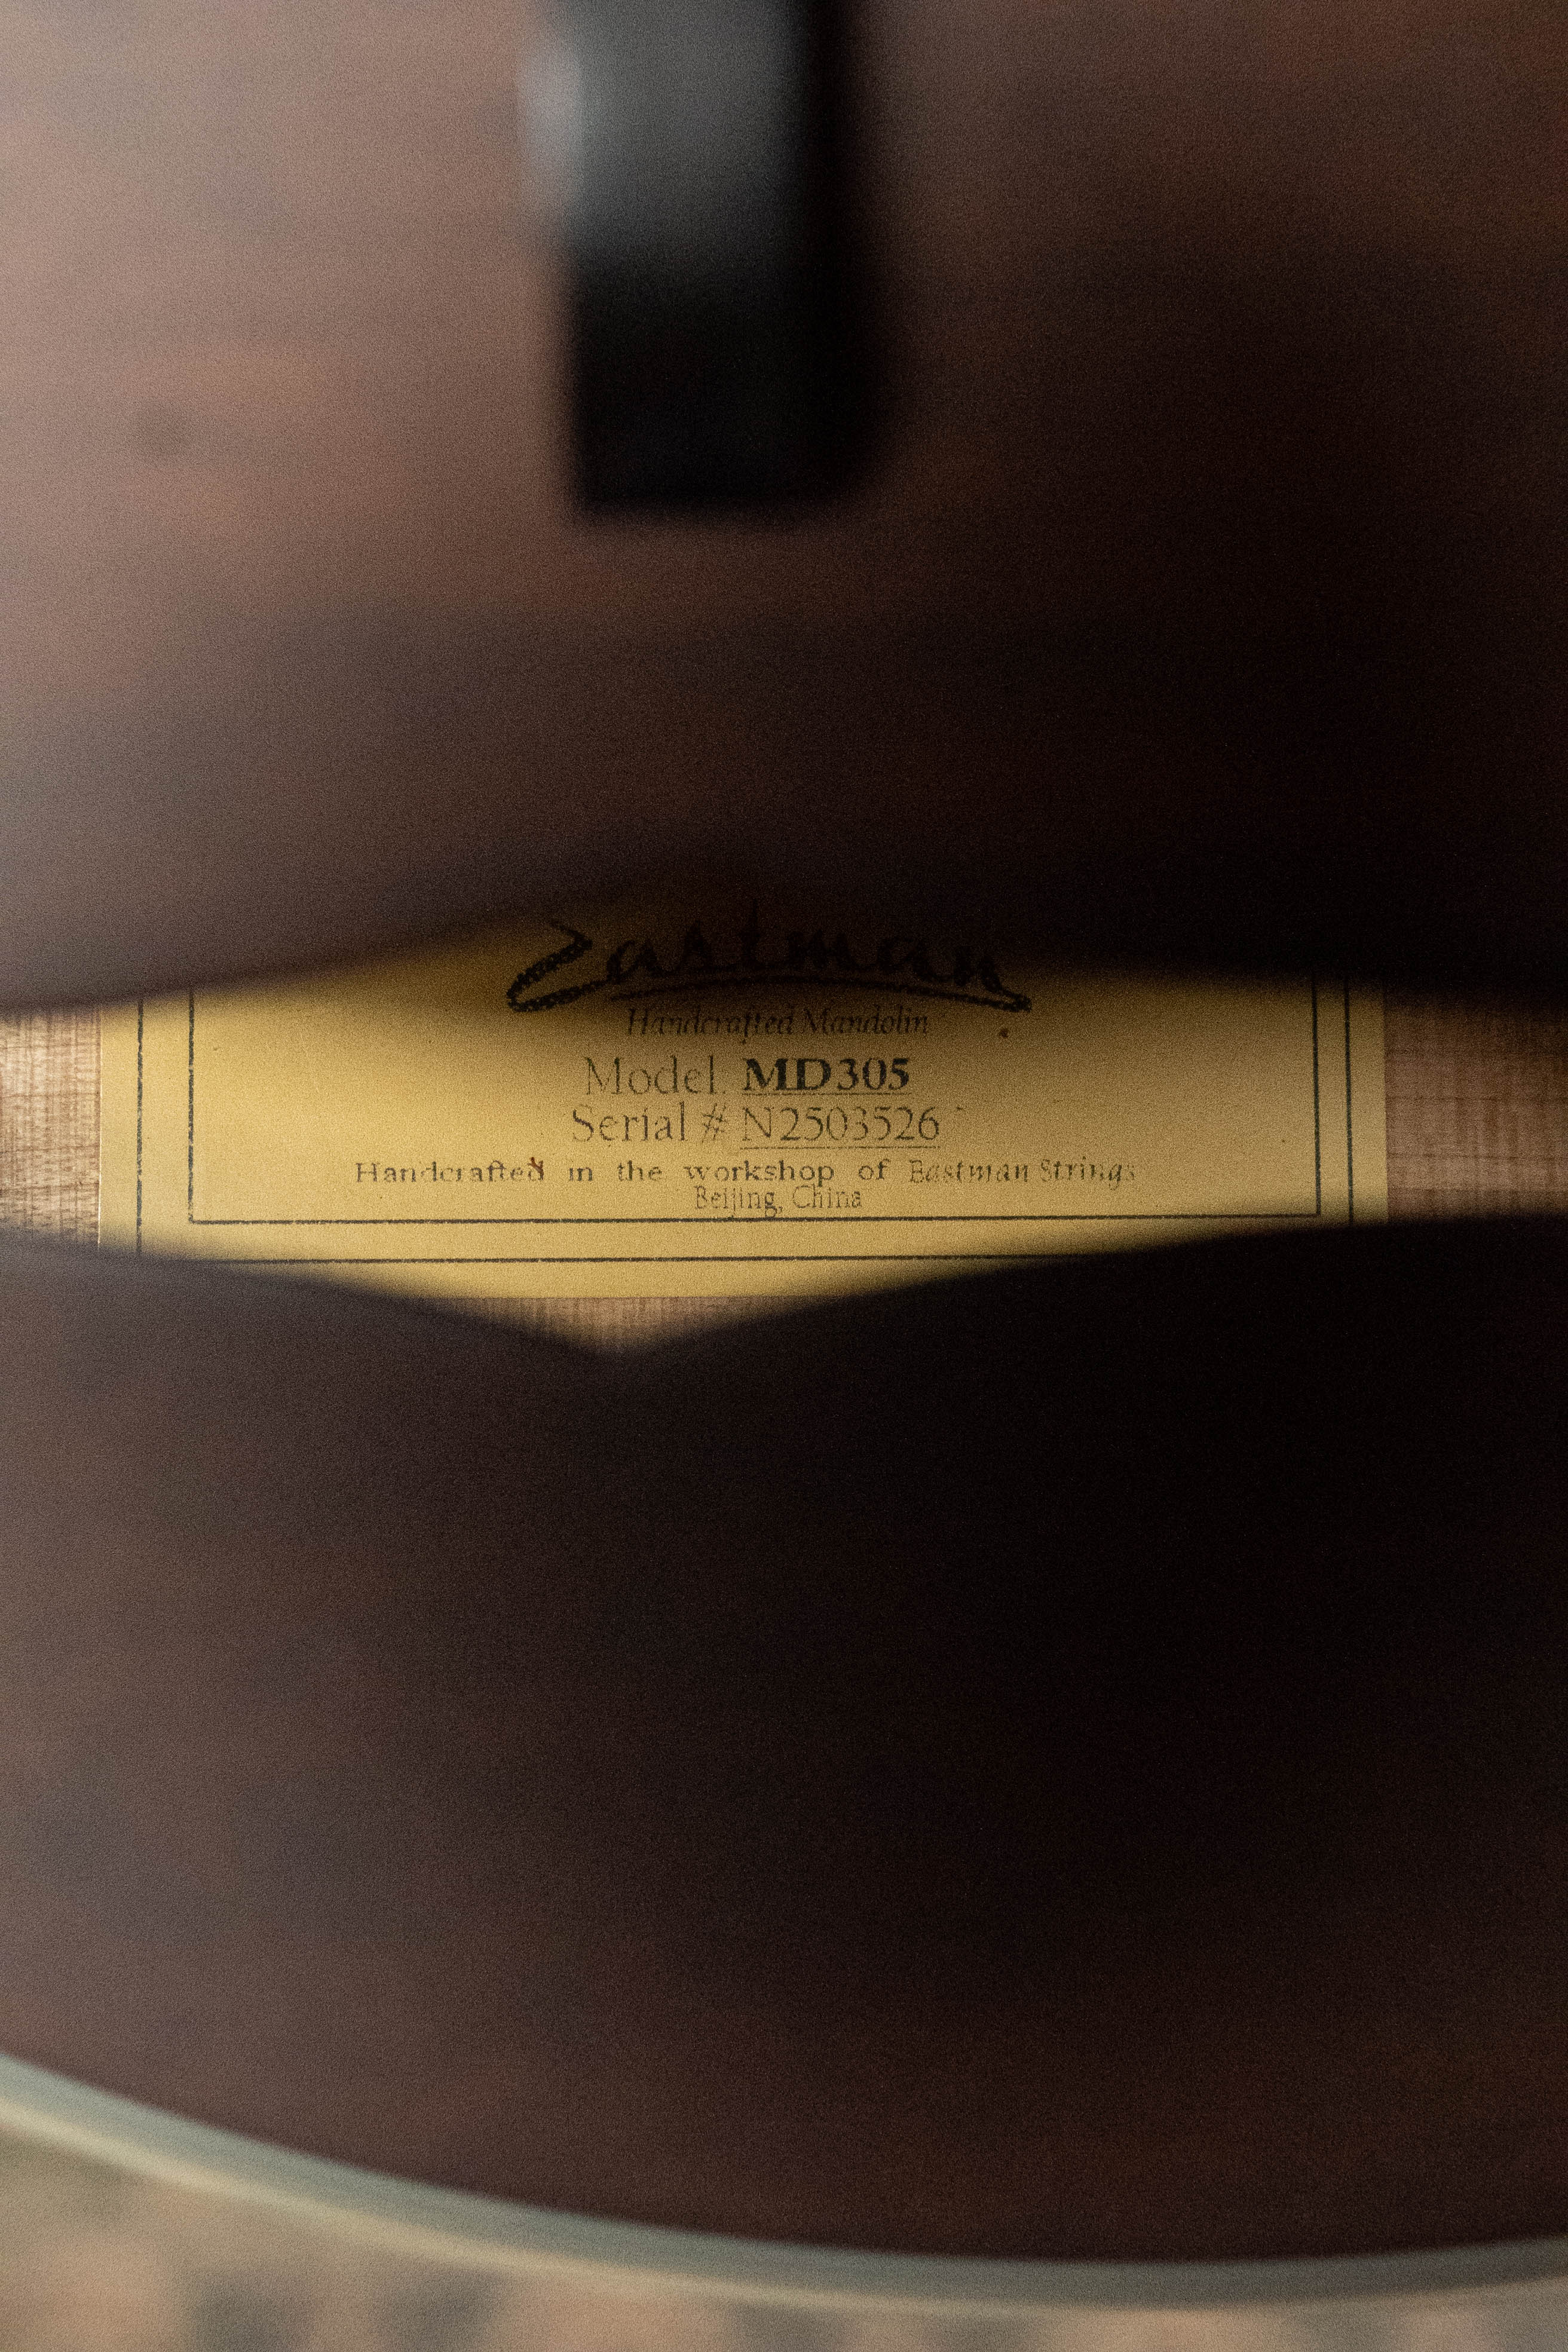 Eastman
Handcrafted Mandolin
Model MD305
Serial # N2503526
Handcrafted in the workshop of Eastman Strings
Beijing, China